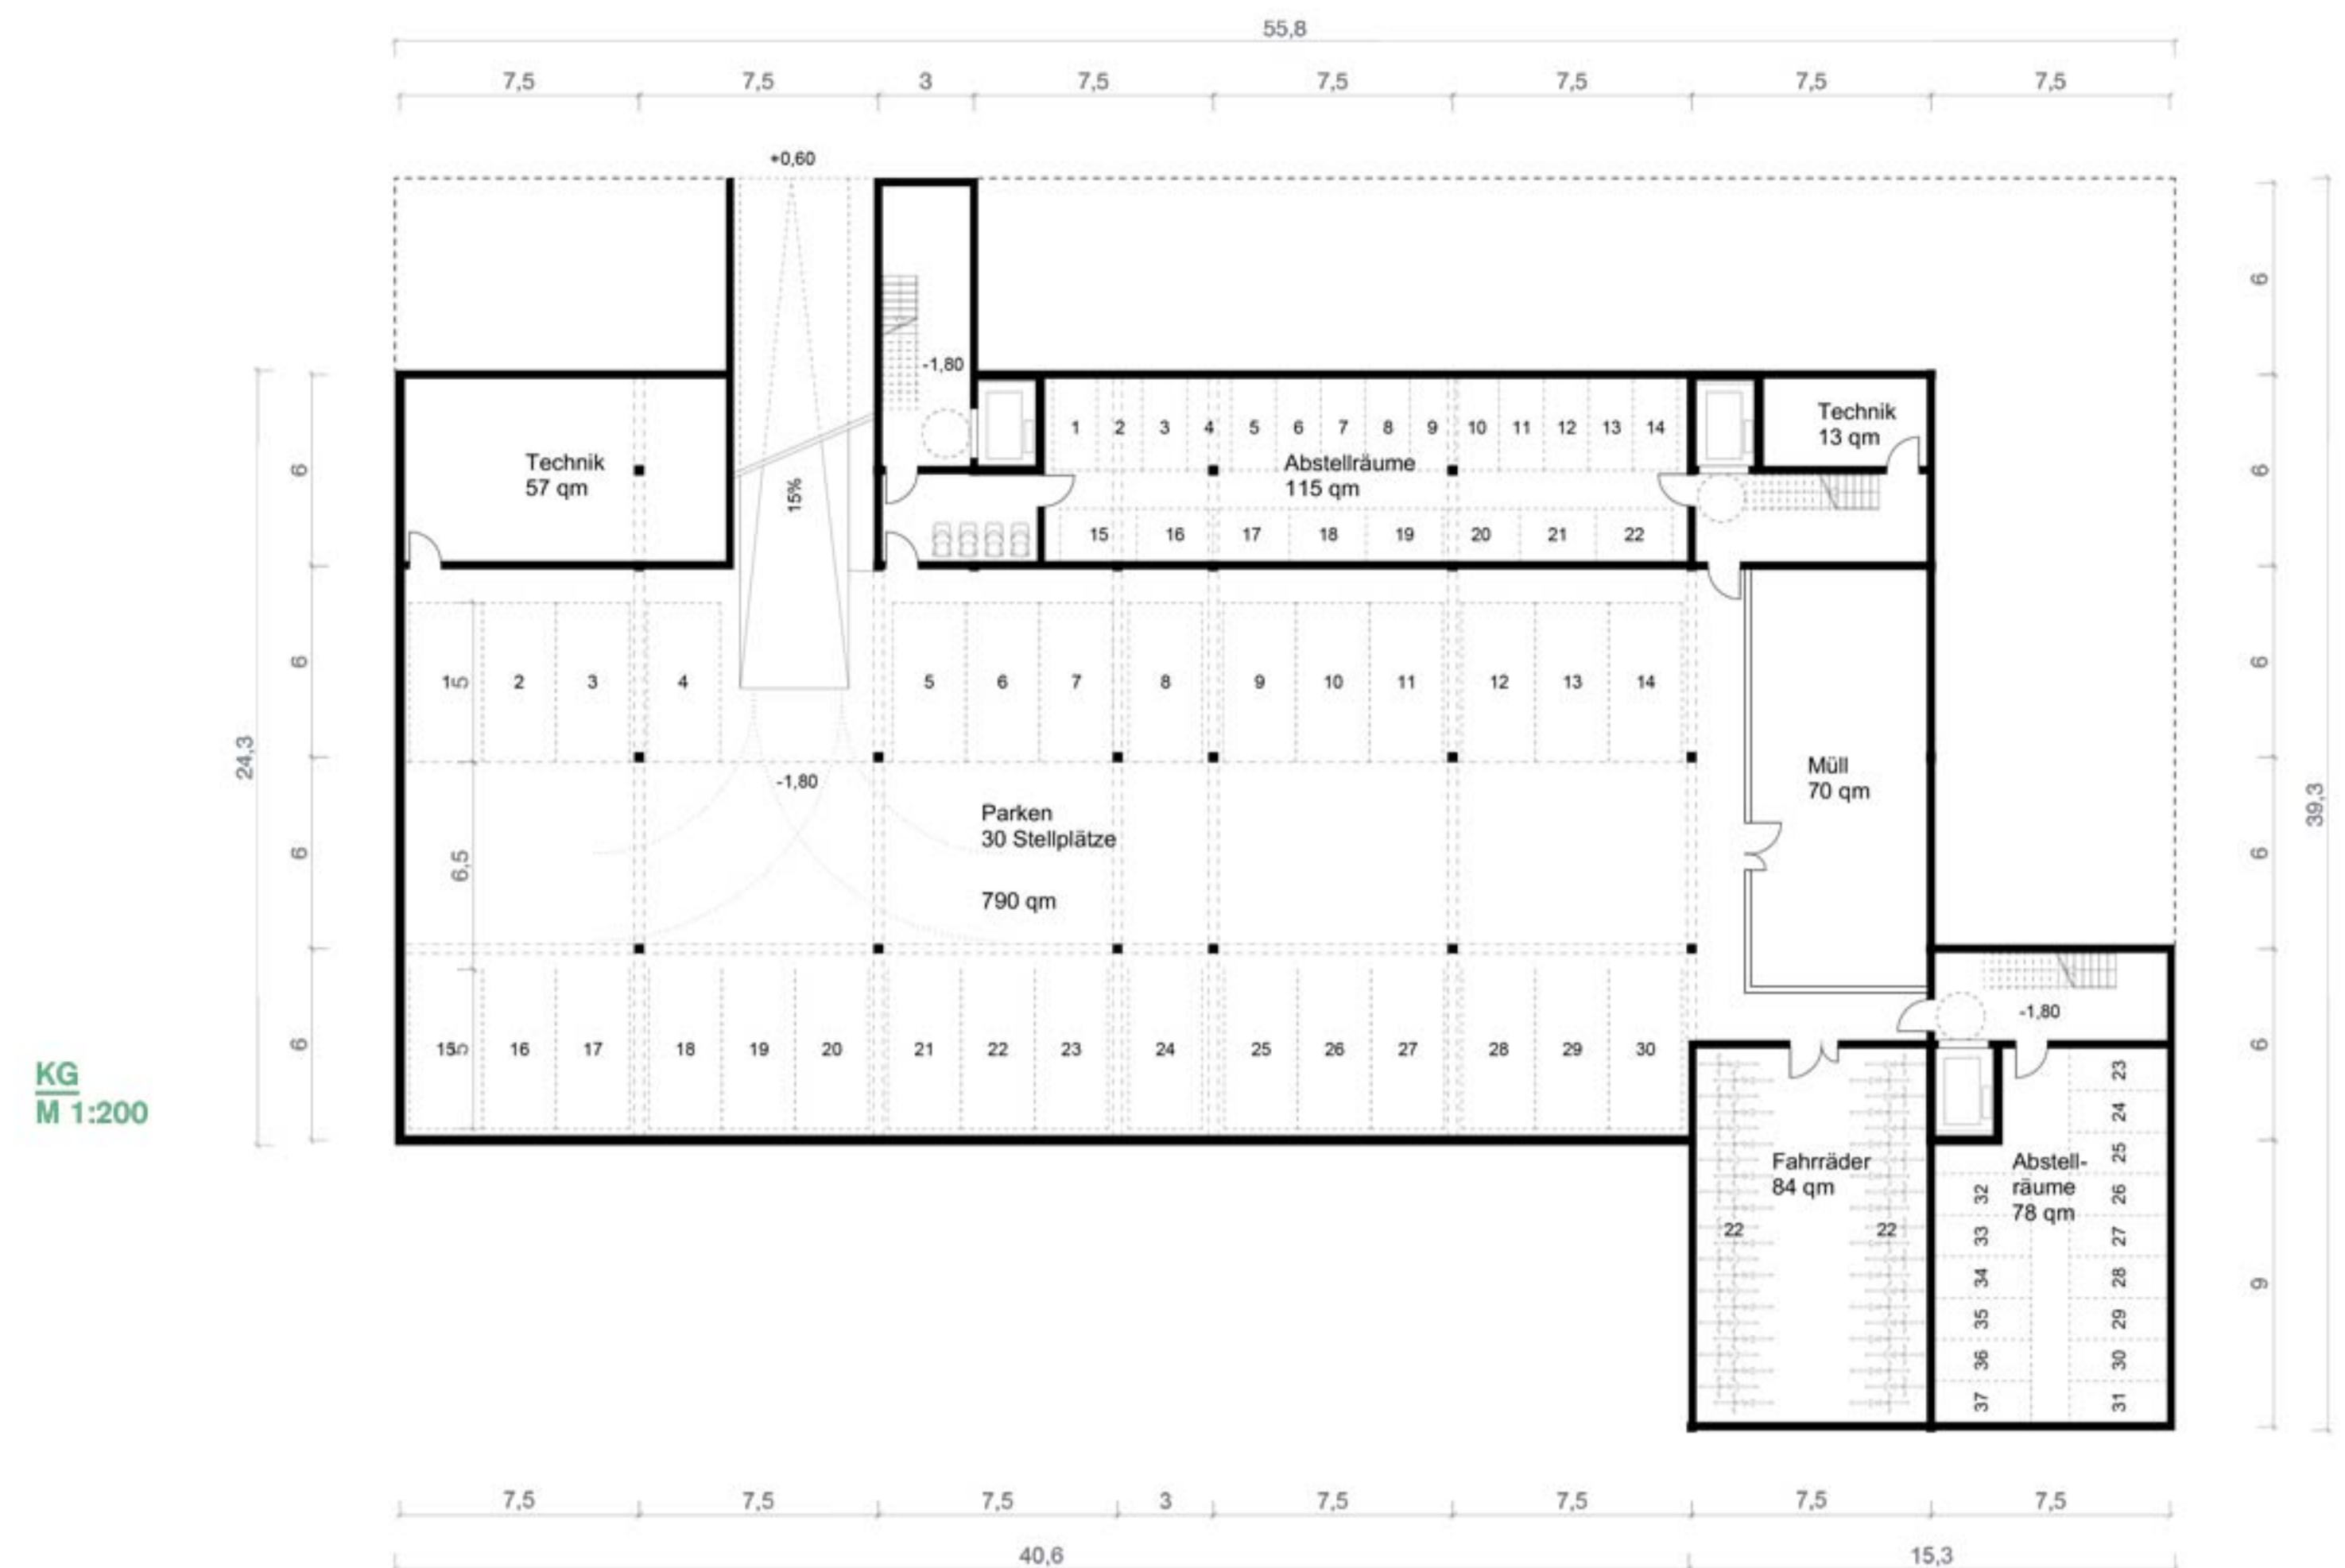 55,8
7,5 7,5 3 7,5 7,5 7,5 7,5 7,5
+0,60
6
-1,80
1 2 3 4 5 6 7 8 9 10 11 12 13 14
Technik
13 qm
Technik
57 qm
Abstellräume
115 qm
15%
6 6
15 16 17 18 19 20 21 22
6 6
1 5 2 3 4 5 6 7 8 9 10 11 12 13 14
24,3
-1,80
Müll
70 qm
39,3
Parken
30 Stellplätze
790 qm
6,5
6 6
-1,80
15 5 16 17 18 19 20 21 22 23 24 25 26 27 28 29 30
6 6
KG
M 1:200
Fahrräder
84 qm
22 22
Abstell-
räume
78 qm
23
24
25
26
27
28
29
30
31
32
33
34
35
36
37
9
7,5 7,5 7,5 3 7,5 7,5 7,5 7,5
40,6 15,3